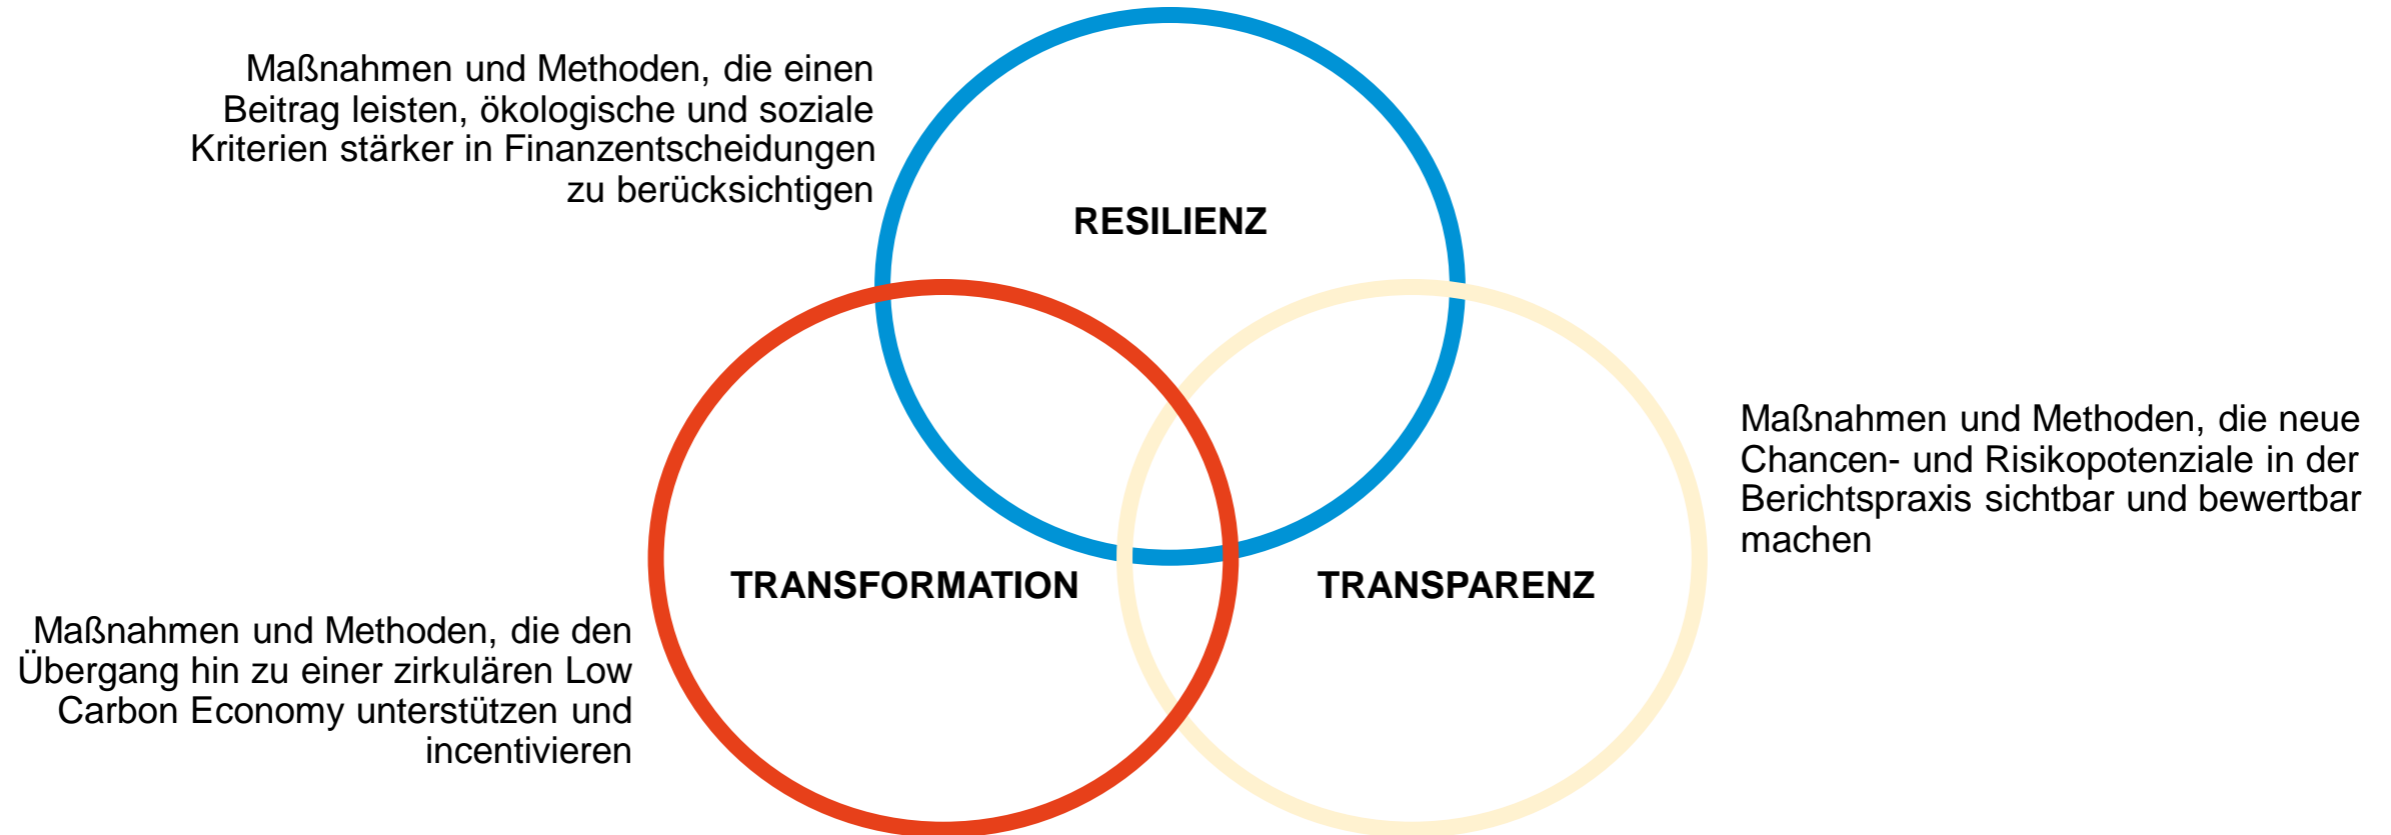 Maßnahmen und Methoden, die einen
Beitrag leisten, ökologische und soziale
Kriterien stärker in Finanzentscheidungen
zu berücksichtigen
RESILIENZ
Maßnahmen und Methoden, die neue
Chancen- und Risikopotenziale in der
Berichtspraxis sichtbar und bewertbar
machen
TRANSFORMATION
TRANSPARENZ
Maßnahmen und Methoden, die den
Übergang hin zu einer zirkulären Low
Carbon Economy unterstützen und
incentivieren